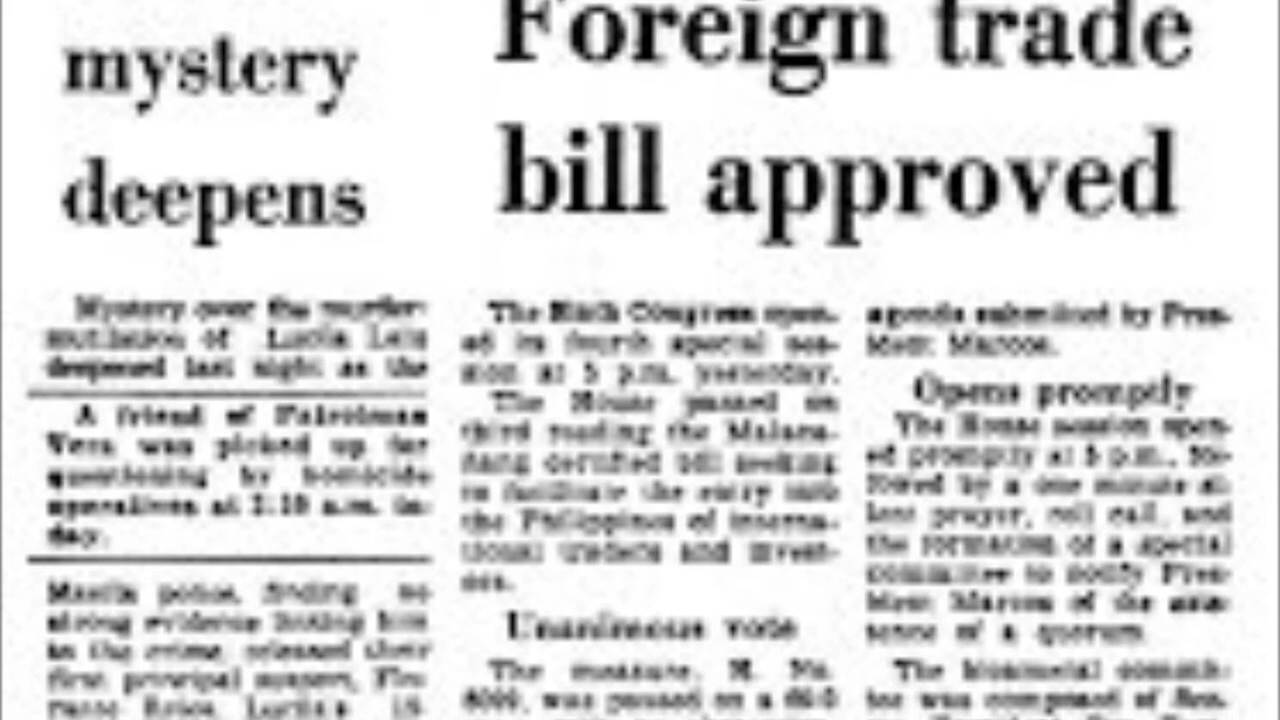 mystery
deepens
Mystery over the murder-
mutilation of Lucila Lalu
deepened last night as the
A friend of Patrolman
Vera was picked up for
questioning by homicide
operatives at 2:10 a.m. to-
day.
Manila police, finding no
strong evidence linking him
to the crime, released their
first principal suspect, Flo-
Foreign trade
bill approved
The Sixth Congress open-
ed its fourth special ses-
sion at 5 p.m. yesterday.
The House passed on
third reading the Malaca-
ñang certified bill seeking
to facilitate the entry into
the Philippines of interna-
tional traders and invest-
ors.
Unanimous vote
The measure, H. No.
was passed on a
agenda submitted by Pres-
ident Marcos.
Opens promptly
The House session open-
ed promptly at 5 p.m., fol-
lowed by a one minute si-
lent prayer, roll call, and
the formation of a special
committee to notify Pres-
ident Marcos of the exis-
tence of a quorum.
The bicameral commit-
tee was composed of Sen.